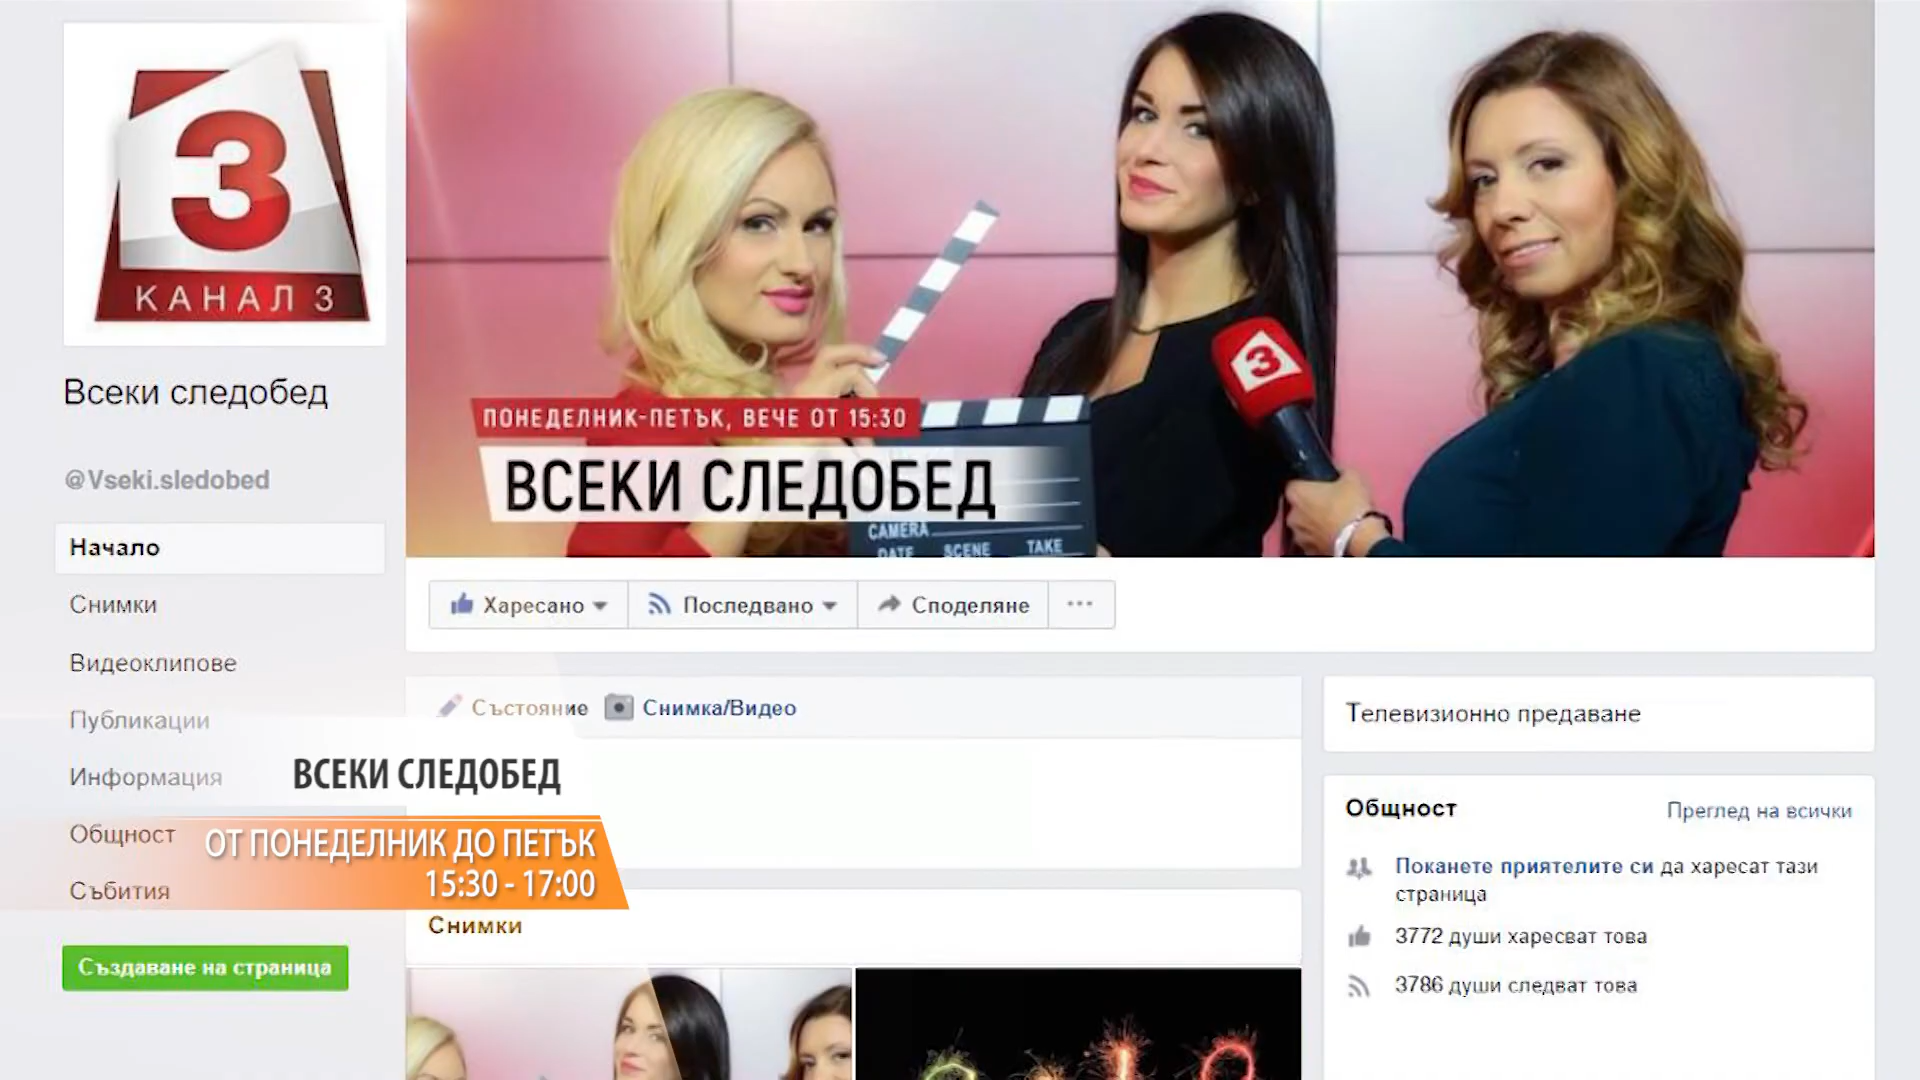 3
КАНАЛ 3
Всеки следобед
@Vseki.sledobed
Начало
Снимки
Видеоклипове
Публикации
Информация
Общност
Събития
Създаване на страница
ПОНЕДЕЛНИК-ПЕТЪК, ВЕЧЕ ОТ 15:30
ВСЕКИ СЛЕДОБЕД
CAMERA
DATE SCENE TAKE
3
Харесано
Последвано
Споделяне
Състояние
Снимка/Видео
ВСЕКИ СЛЕДОБЕД
ОТ ПОНЕДЕЛНИК ДО ПЕТЪК
15:30 - 17:00
Снимки
Телевизионно предаване
Общност
Преглед на всички
Поканете приятелите си да харесат тази
страница
3772 души харесват това
3786 души следват това